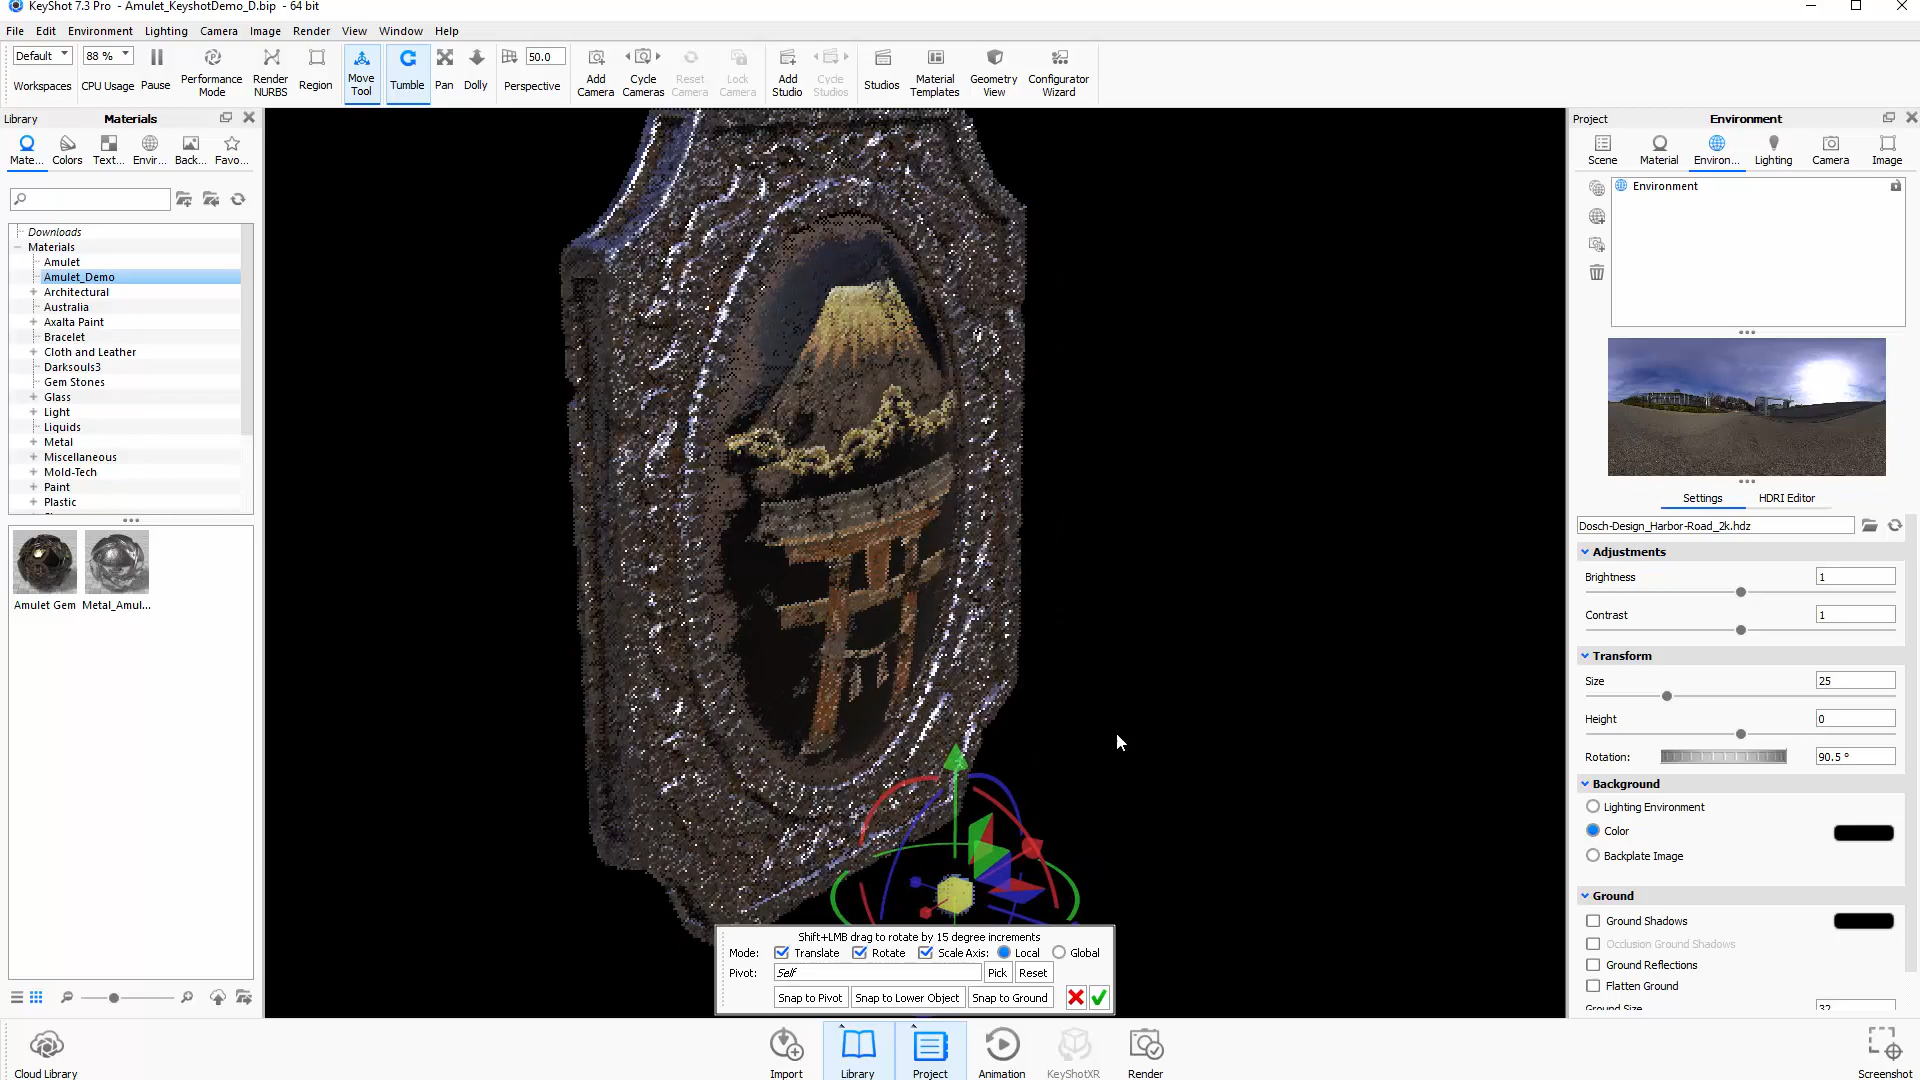 KeyShot 7.3 Pro - Amulet_KeyshotDemo_D.bip - 64 bit
File Edit Environment Lighting Camera Image Render View Window Help
Default 88 % 50.0
Workspaces CPU Usage Pause Performance Mode Render NURBS Region Move Tool Tumble Pan Dolly Perspective Add Camera Cycle Cameras Reset Camera Lock Camera Add Studio Cycle Studios Studios Material Templates Geometry View Configurator Wizard
Library Materials
Mate... Colors Text... Envir... Back... Favo...
Downloads
Materials
Amulet
Amulet_Demo
Architectural
Australia
Axalta Paint
Bracelet
Cloth and Leather
Darksouls3
Gem Stones
Glass
Light
Liquids
Metal
Miscellaneous
Mold-Tech
Paint
Plastic
Amulet Gem Metal_Amul...
Shift+LMB drag to rotate by 15 degree increments
Mode: Translate Rotate Scale Axis: Local Global
Pivot: Self Pick Reset
Snap to Pivot Snap to Lower Object Snap to Ground
Project Environment
Scene Material Environ... Lighting Camera Image
Environment
Settings HDRI Editor
Dosch-Design_Harbor-Road_2k.hdz
Adjustments
Brightness 1
Contrast 1
Transform
Size 25
Height 0
Rotation: 90.5 °
Background
Lighting Environment
Color
Backplate Image
Ground
Ground Shadows
Occlusion Ground Shadows
Ground Reflections
Flatten Ground
Ground Size 32
Cloud Library Import Library Project Animation KeyShotXR Render Screenshot